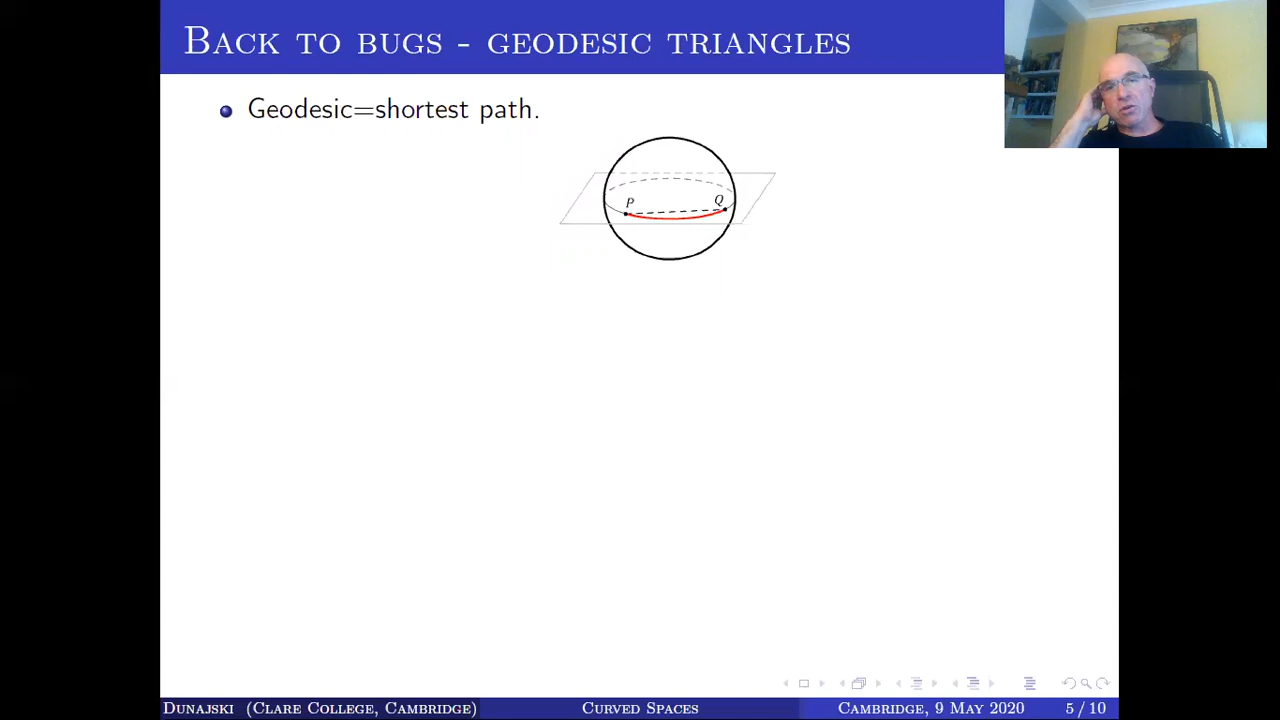 Back to bugs - geodesic triangles
Geodesic=shortest path.
P
Q
Dunajski (Clare College, Cambridge)
Curved Spaces
Cambridge, 9 May 2020
5 / 10